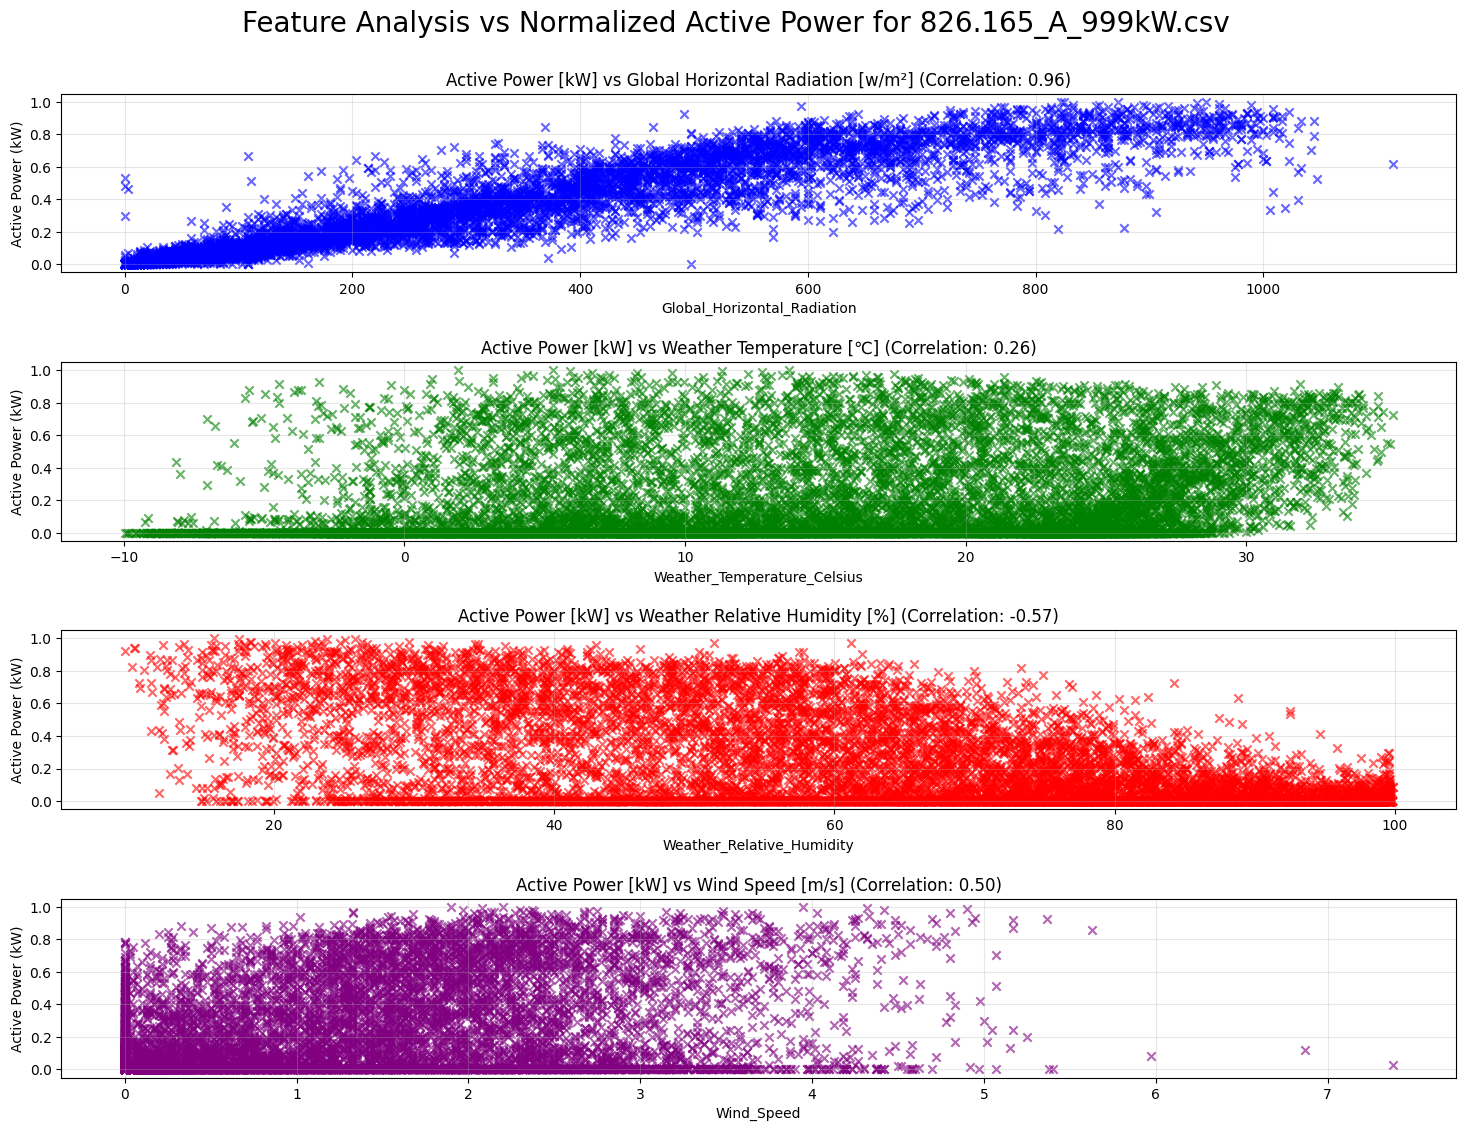 Feature Analysis vs Normalized Active Power for 826.165_A_999kW.csv
Active Power [kW] vs Global Horizontal Radiation [w/m²] (Correlation: 0.96)
Active Power (kW)
1.0
0.8
0.6
0.4
0.2
0.0
0 200 400 600 800 1000
Global_Horizontal_Radiation
Active Power [kW] vs Weather Temperature [℃] (Correlation: 0.26)
Active Power (kW)
1.0
0.8
0.6
0.4
0.2
0.0
−10 0 10 20 30
Weather_Temperature_Celsius
Active Power [kW] vs Weather Relative Humidity [%] (Correlation: -0.57)
Active Power (kW)
1.0
0.8
0.6
0.4
0.2
0.0
20 40 60 80 100
Weather_Relative_Humidity
Active Power [kW] vs Wind Speed [m/s] (Correlation: 0.50)
Active Power (kW)
1.0
0.8
0.6
0.4
0.2
0.0
0 1 2 3 4 5 6 7
Wind_Speed